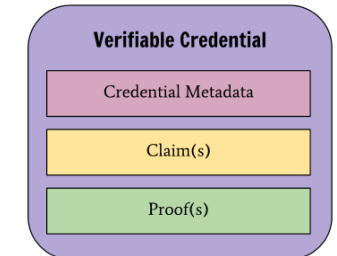 Verifiable Credential
Credential Metadata
Claim(s)
Proof(s)